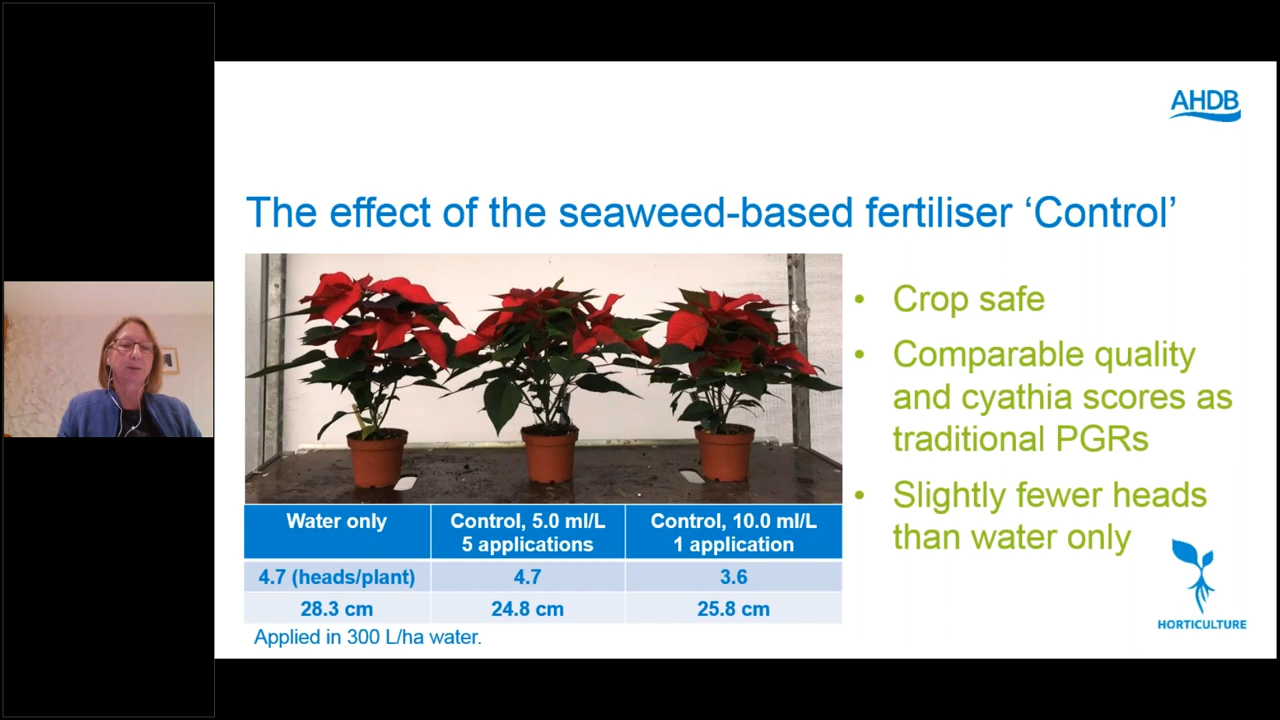 AHDB
The effect of the seaweed-based fertiliser ‘Control’
• Crop safe
• Comparable quality
and cyathia scores as
traditional PGRs
• Slightly fewer heads
than water only
Water only Control, 5.0 ml/L Control, 10.0 ml/L
5 applications 1 application
4.7 (heads/plant) 4.7 3.6
28.3 cm 24.8 cm 25.8 cm
Applied in 300 L/ha water.
HORTICULTURE